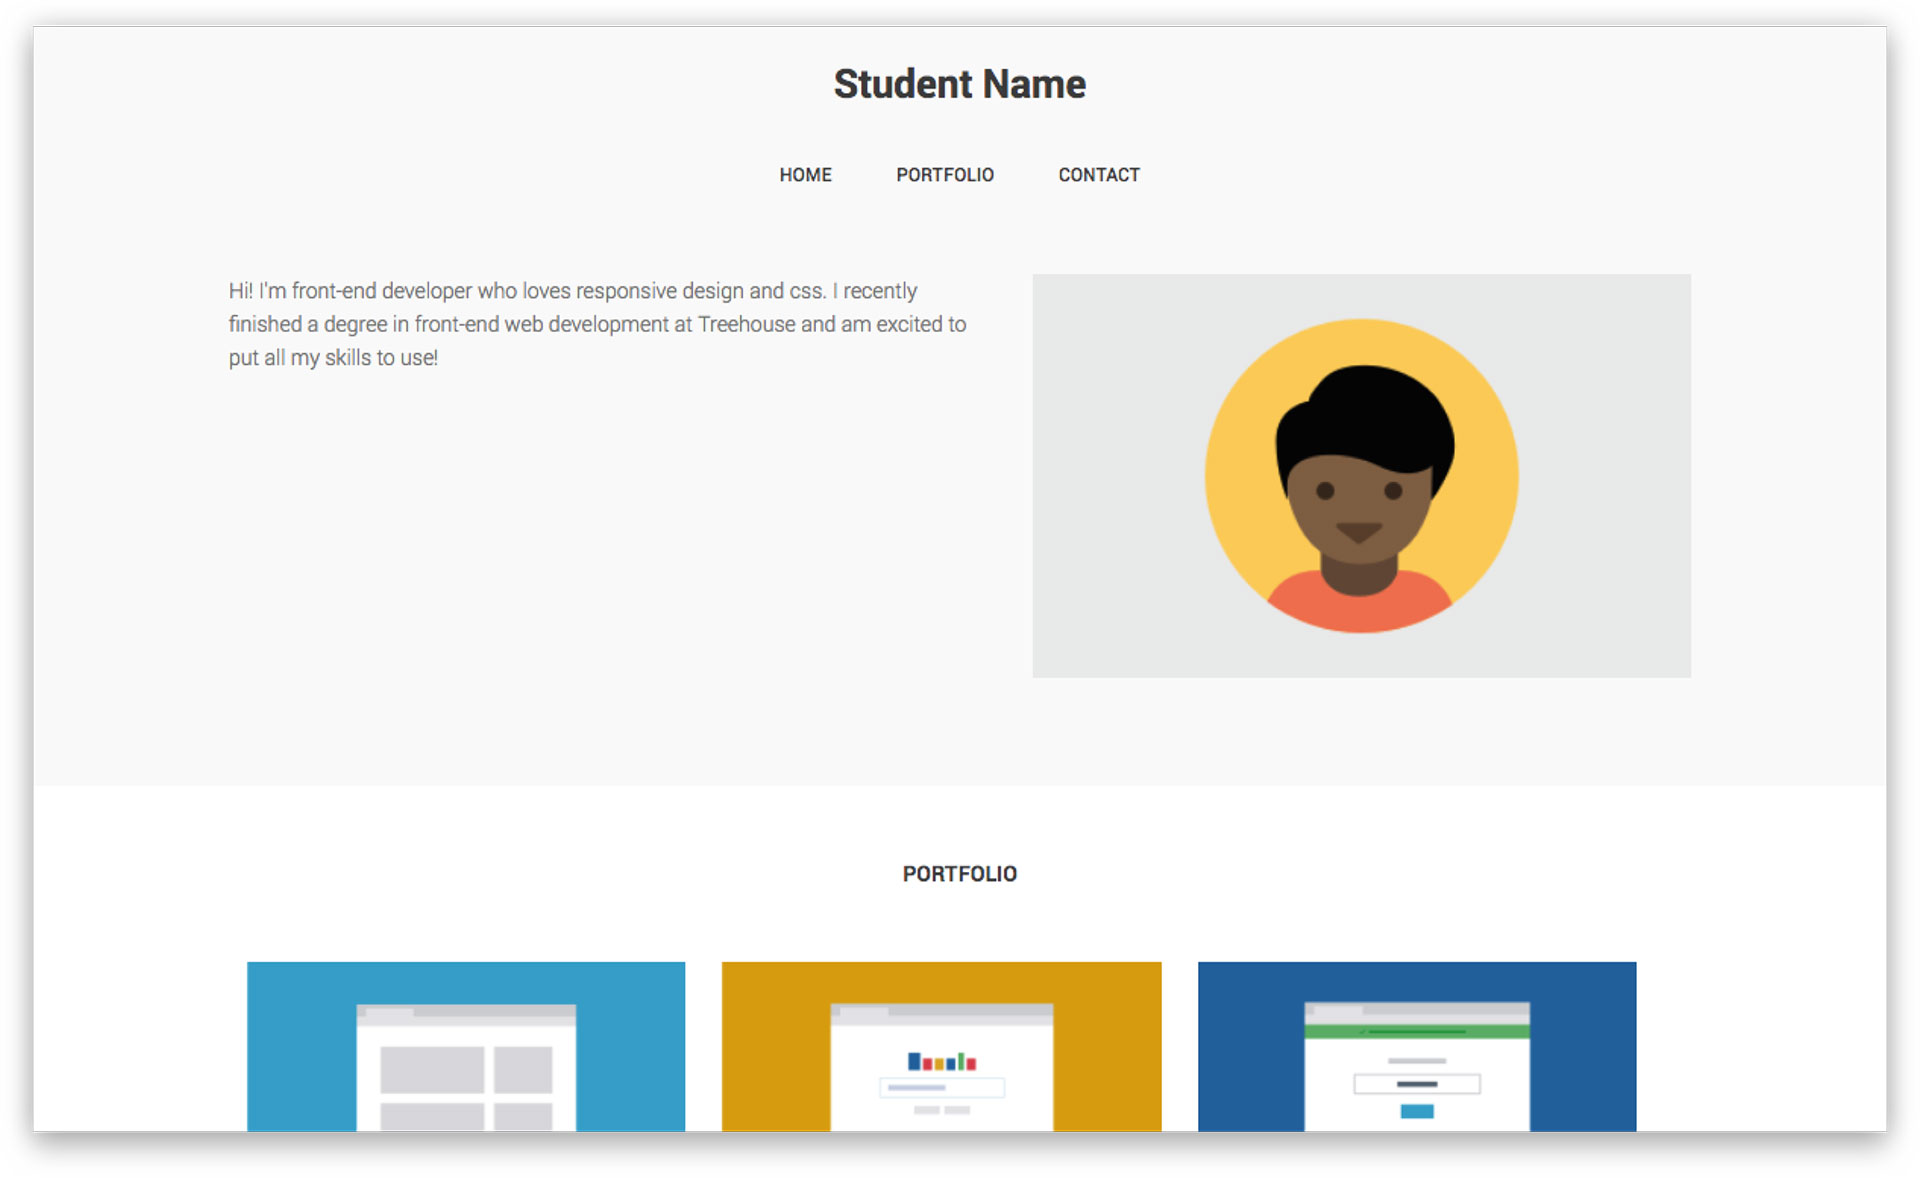 Student Name
HOME PORTFOLIO CONTACT
Hi! I'm front-end developer who loves responsive design and css. I recently
finished a degree in front-end web development at Treehouse and am excited to
put all my skills to use!
PORTFOLIO